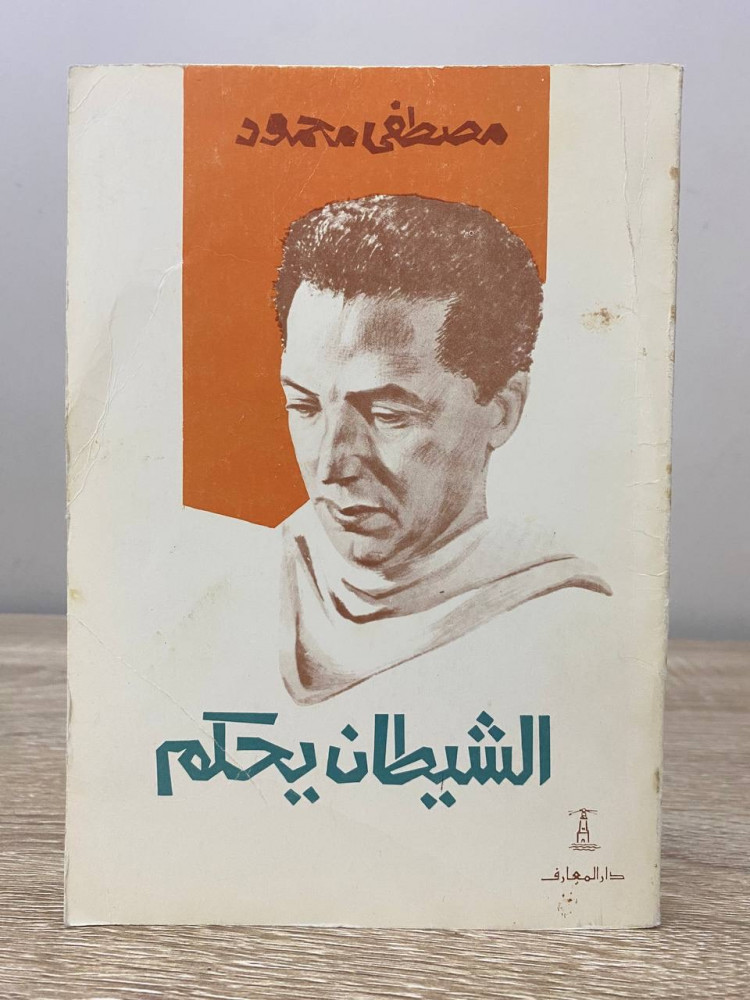 مصطفى محمود
الشيطان يحكم
دار المعارف